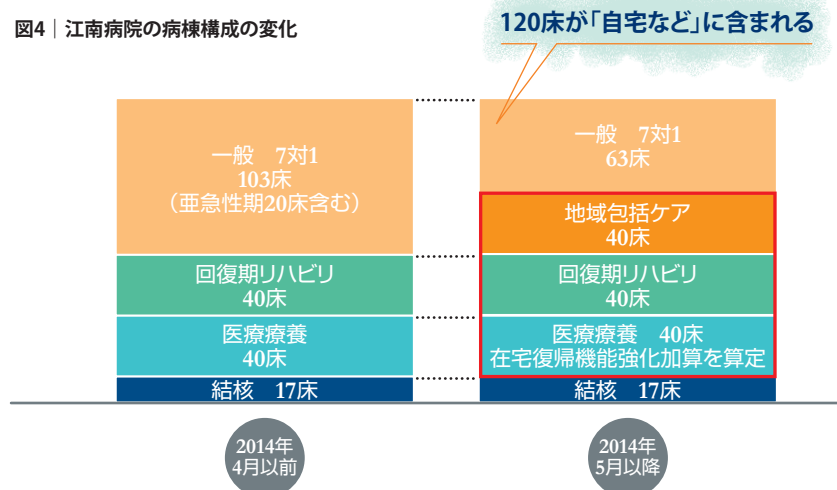 図4｜江南病院の病棟構成の変化
120床が「自宅など」に含まれる
一般　7対1
103床
（亜急性期20床含む）
回復期リハビリ
40床
医療療養
40床
結核　17床
2014年
4月以前
一般　7対1
63床
地域包括ケア
40床
回復期リハビリ
40床
医療療養　40床
在宅復帰機能強化加算を算定
結核　17床
2014年
5月以降